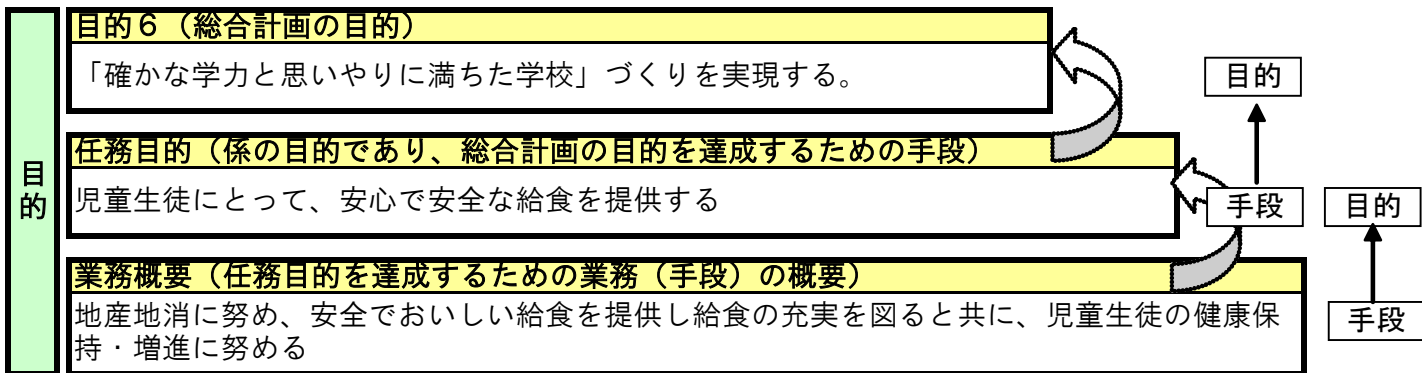 目的
目的６（総合計画の目的）
「確かな学力と思いやりに満ちた学校」づくりを実現する。
任務目的（係の目的であり、総合計画の目的を達成するための手段）
児童生徒にとって、安心で安全な給食を提供する
業務概要（任務目的を達成するための業務（手段）の概要）
地産地消に努め、安全でおいしい給食を提供し給食の充実を図ると共に、児童生徒の健康保
持・増進に努める
目的
手段
目的
手段